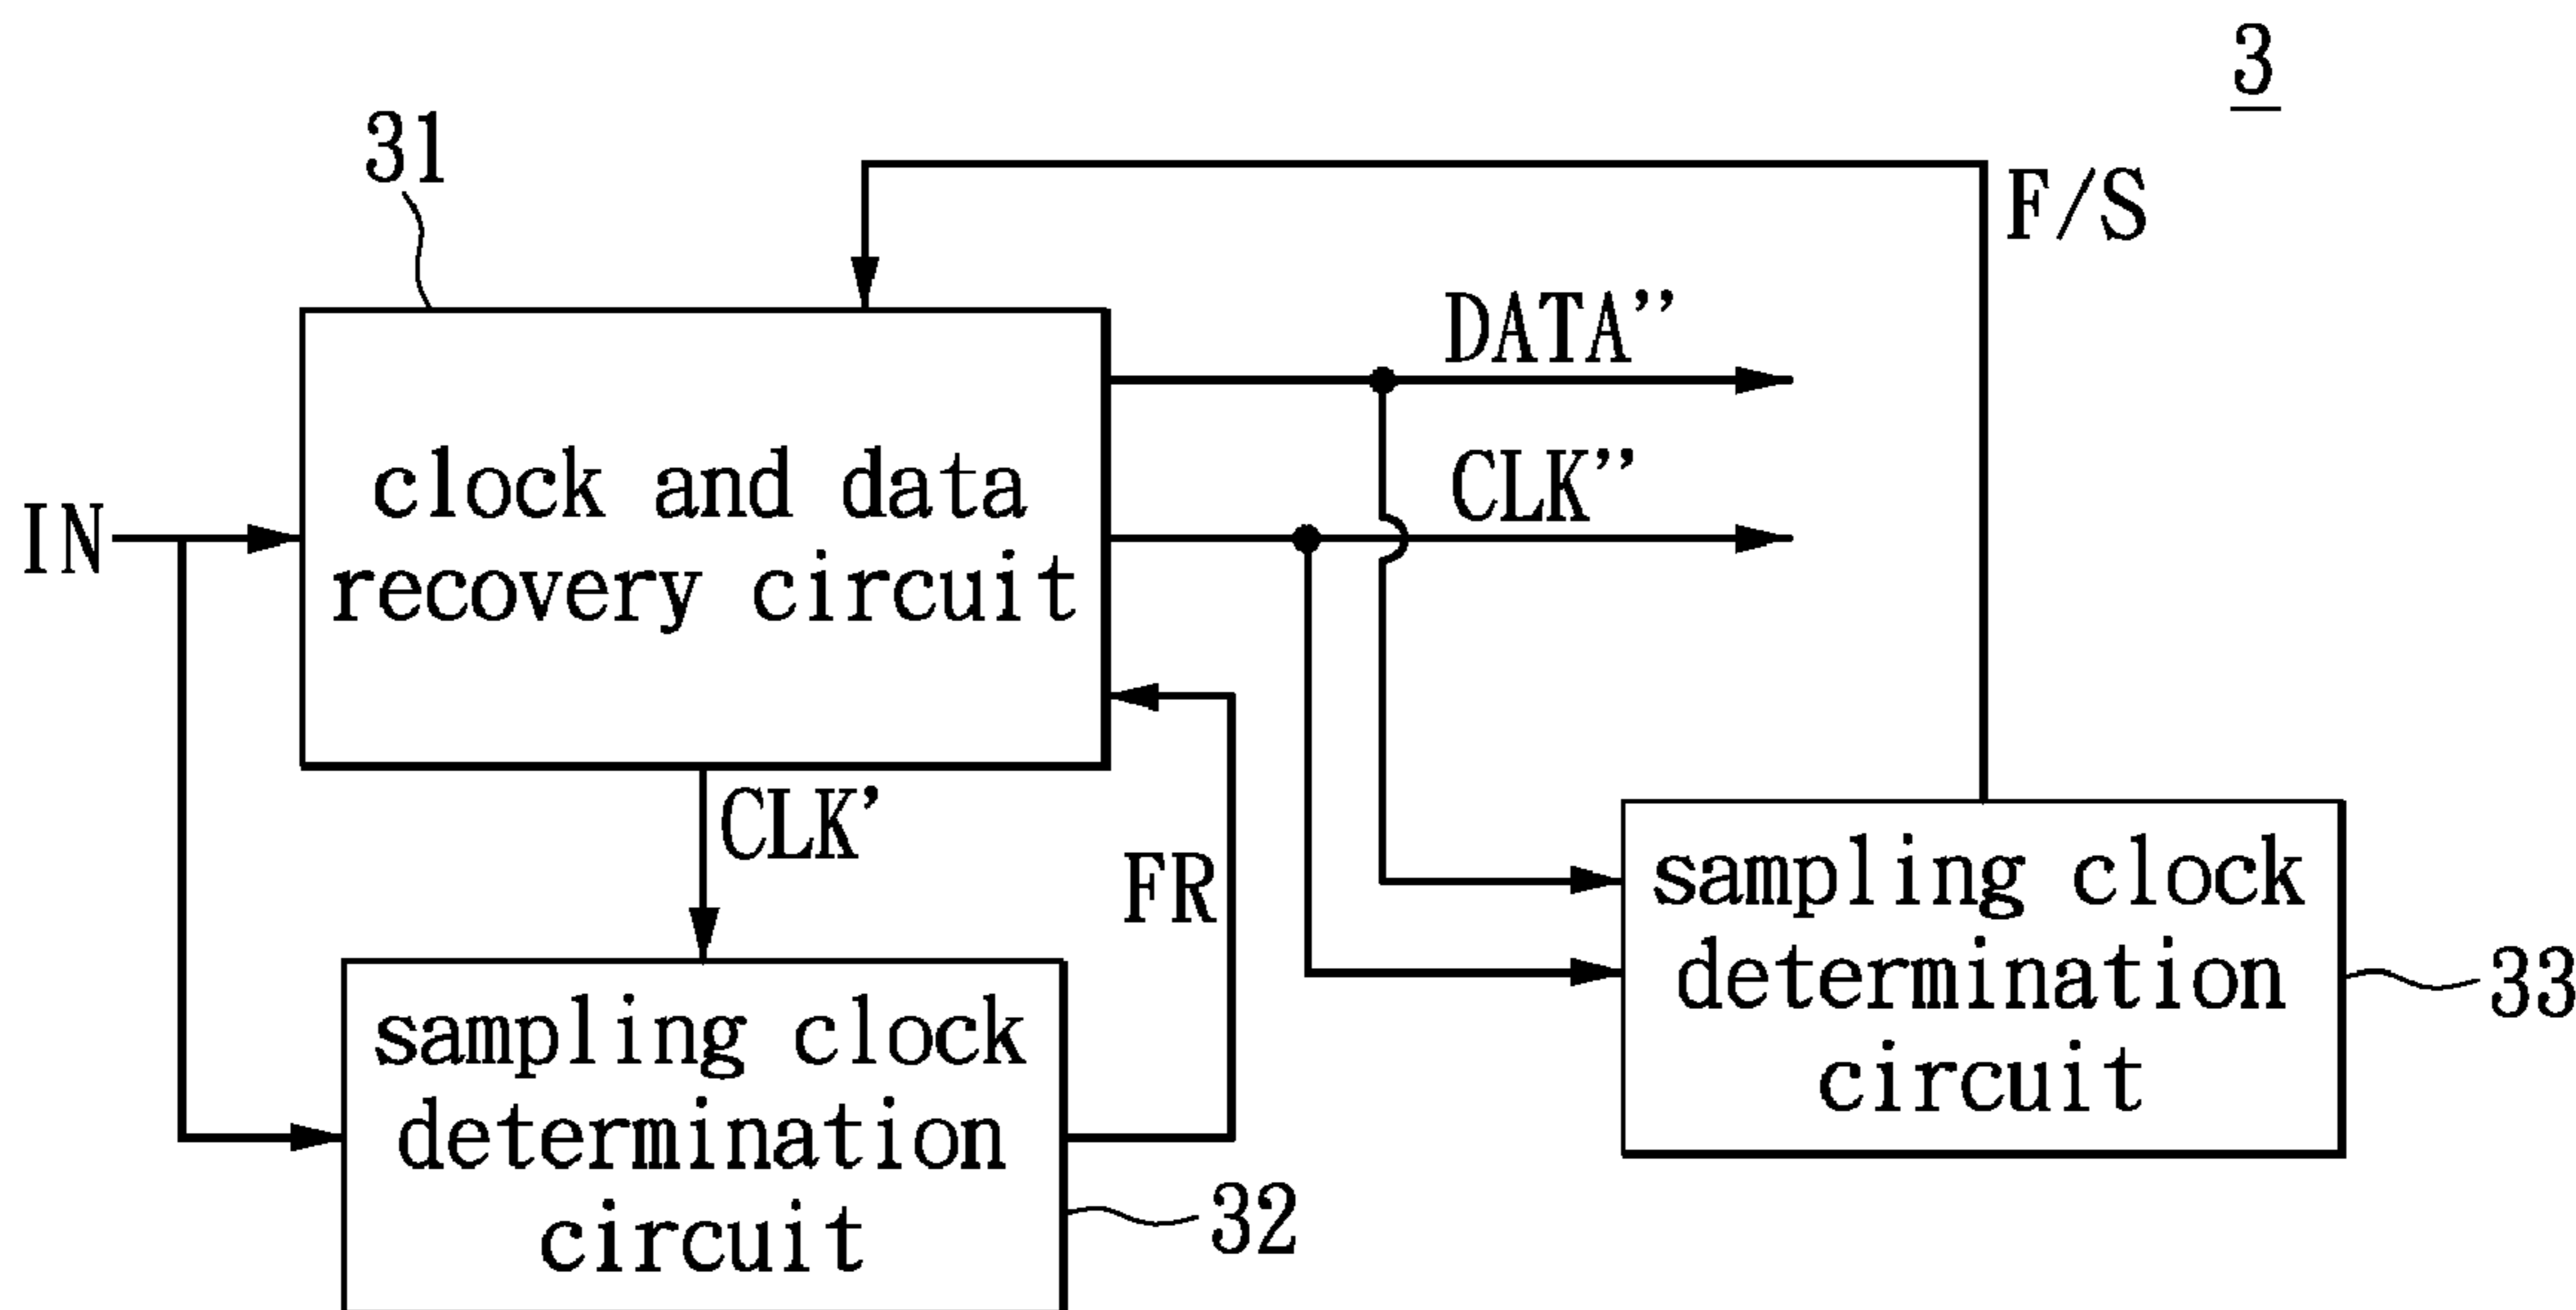 3
31
F/S
DATA’’
clock and data
recovery circuit
CLK’’
IN
CLK'
FR
sampling clock
determination
circuit
33
sampling clock
determination
circuit
32